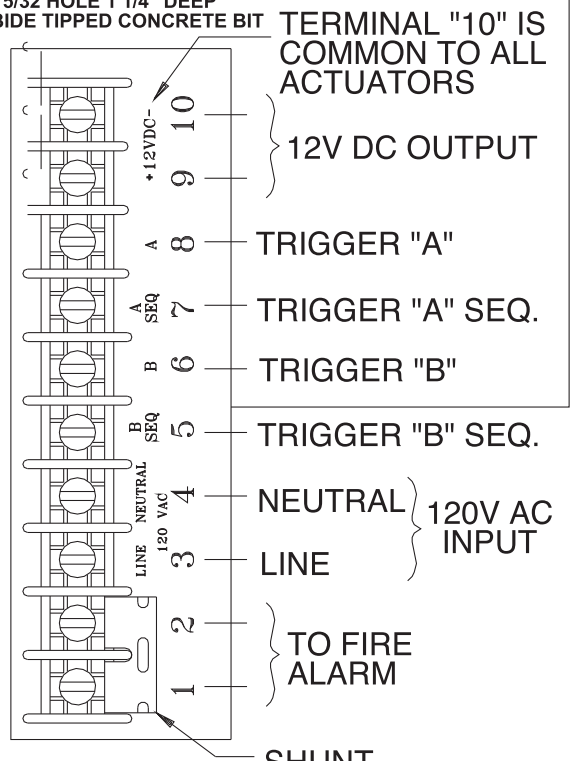 5/32 HOLE 1 1/4" DEEP
BIDE TIPPED CONCRETE BIT
TERMINAL "10" IS
COMMON TO ALL
ACTUATORS
+12VDC-
10
9
12V DC OUTPUT
A
8
TRIGGER "A"
A
SEQ
7
TRIGGER "A" SEQ.
B
6
TRIGGER "B"
B
SEQ
5
TRIGGER "B" SEQ.
NEUTRAL
4
NEUTRAL
120 VAC
120V AC
INPUT
LINE
3
LINE
2
TO FIRE
ALARM
1
SHUNT